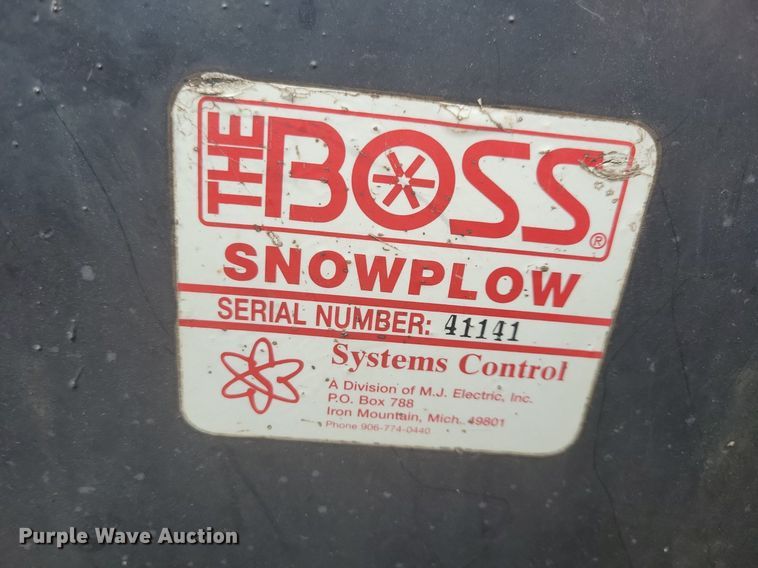 THE BOSS®
SNOWPLOW
SERIAL NUMBER: 41141
Systems Control
A Division of M.J. Electric, Inc.
P.O. Box 788
Iron Mountain, Mich. 49801
Phone 906-774-0440
Purple Wave Auction